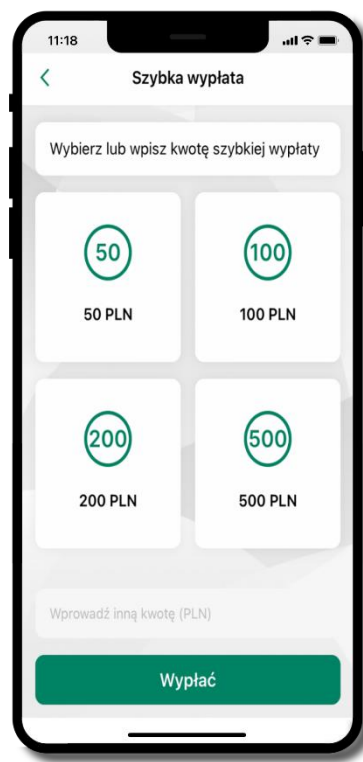 11:18
Szybka wypłata
Wybierz lub wpisz kwotę szybkiej wypłaty
50 100
50 PLN 100 PLN
200 500
200 PLN 500 PLN
Wprowadź inną kwotę (PLN)
Wypłać